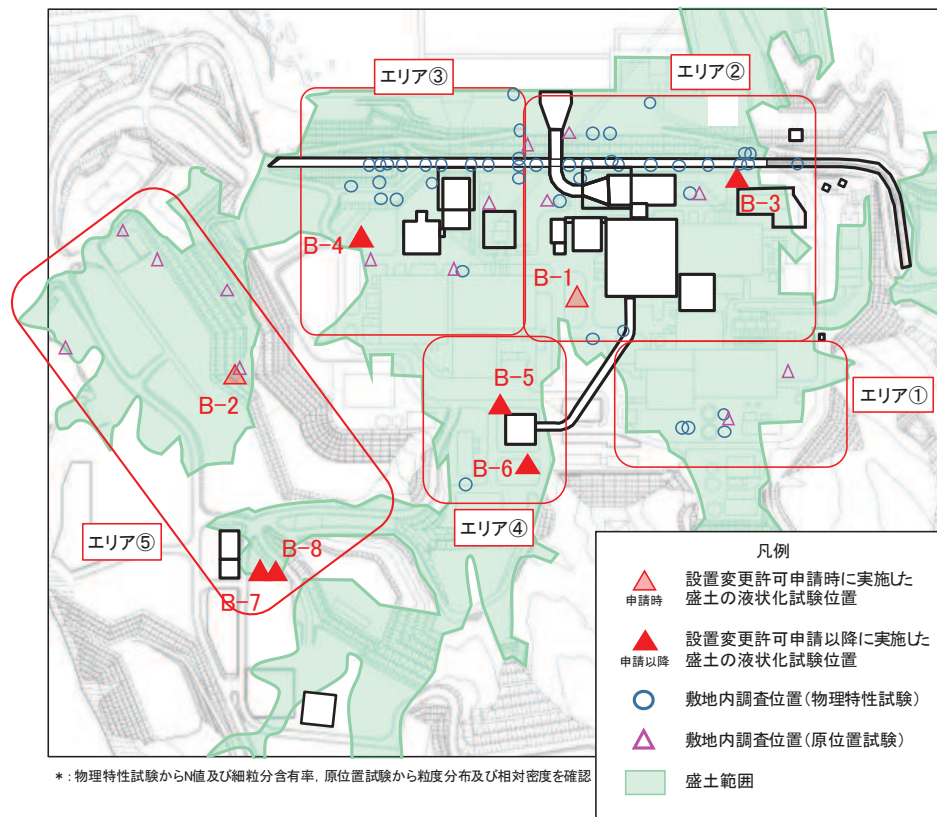 エリア③
エリア②
B-3
B-4
B-1
B-2
B-5
エリア①
B-6
エリア④
エリア⑤
B-8
B-7
凡例
申請時
設置変更許可申請時に実施した
盛土の液状化試験位置
申請以降
設置変更許可申請以降に実施した
盛土の液状化試験位置
敷地内調査位置(物理特性試験)
敷地内調査位置(原位置試験)
盛土範囲
*:物理特性試験からN値及び細粒分含有率,原位置試験から粒度分布及び相対密度を確認